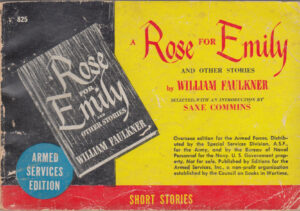 825
A Rose FOR Emily
AND OTHER STORIES
by WILLIAM FAULKNER
SELECTED, WITH AN INTRODUCTION BY
SAXE COMMINS
A
Rose
FOR
Emily
AND
OTHER STORIES
WILLIAM FAULKNER
Overseas edition for the Armed Forces. Distrib-
uted by the Special Services Division, A.S.F.,
for the Army, and by the Bureau of Naval
Personnel for the Navy. U. S. Government prop-
erty. Not for sale. Published by Editions for the
Armed Services, Inc., a non-profit organization
established by the Council on Books in Wartime.
ARMED
SERVICES
EDITION
SHORT STORIES